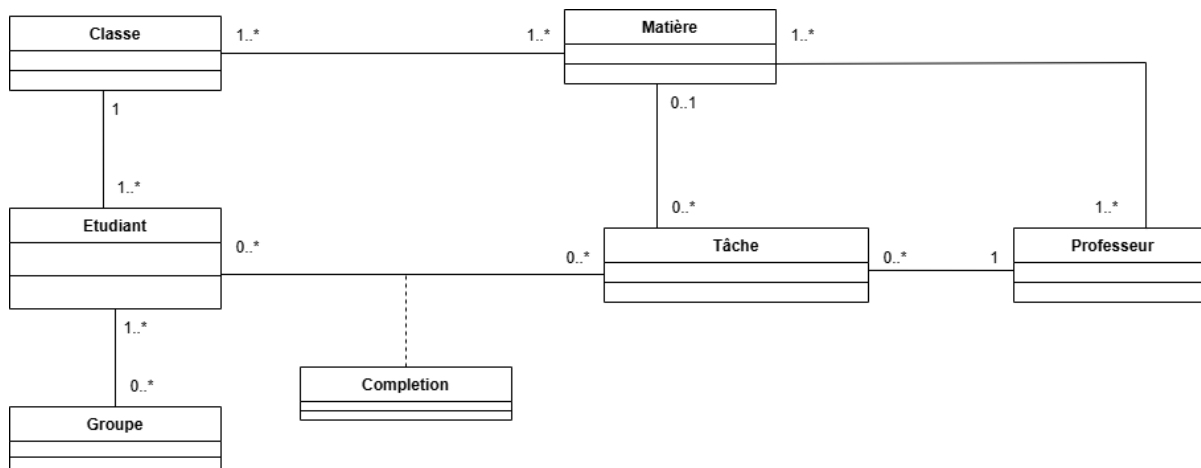 Classe
1..*
1..*
Matière
1..*
1
0..1
1..*
0..*
1..*
Etudiant
0..*
0..*
Tâche
0..*
1
Professeur
1..*
0..*
Completion
Groupe